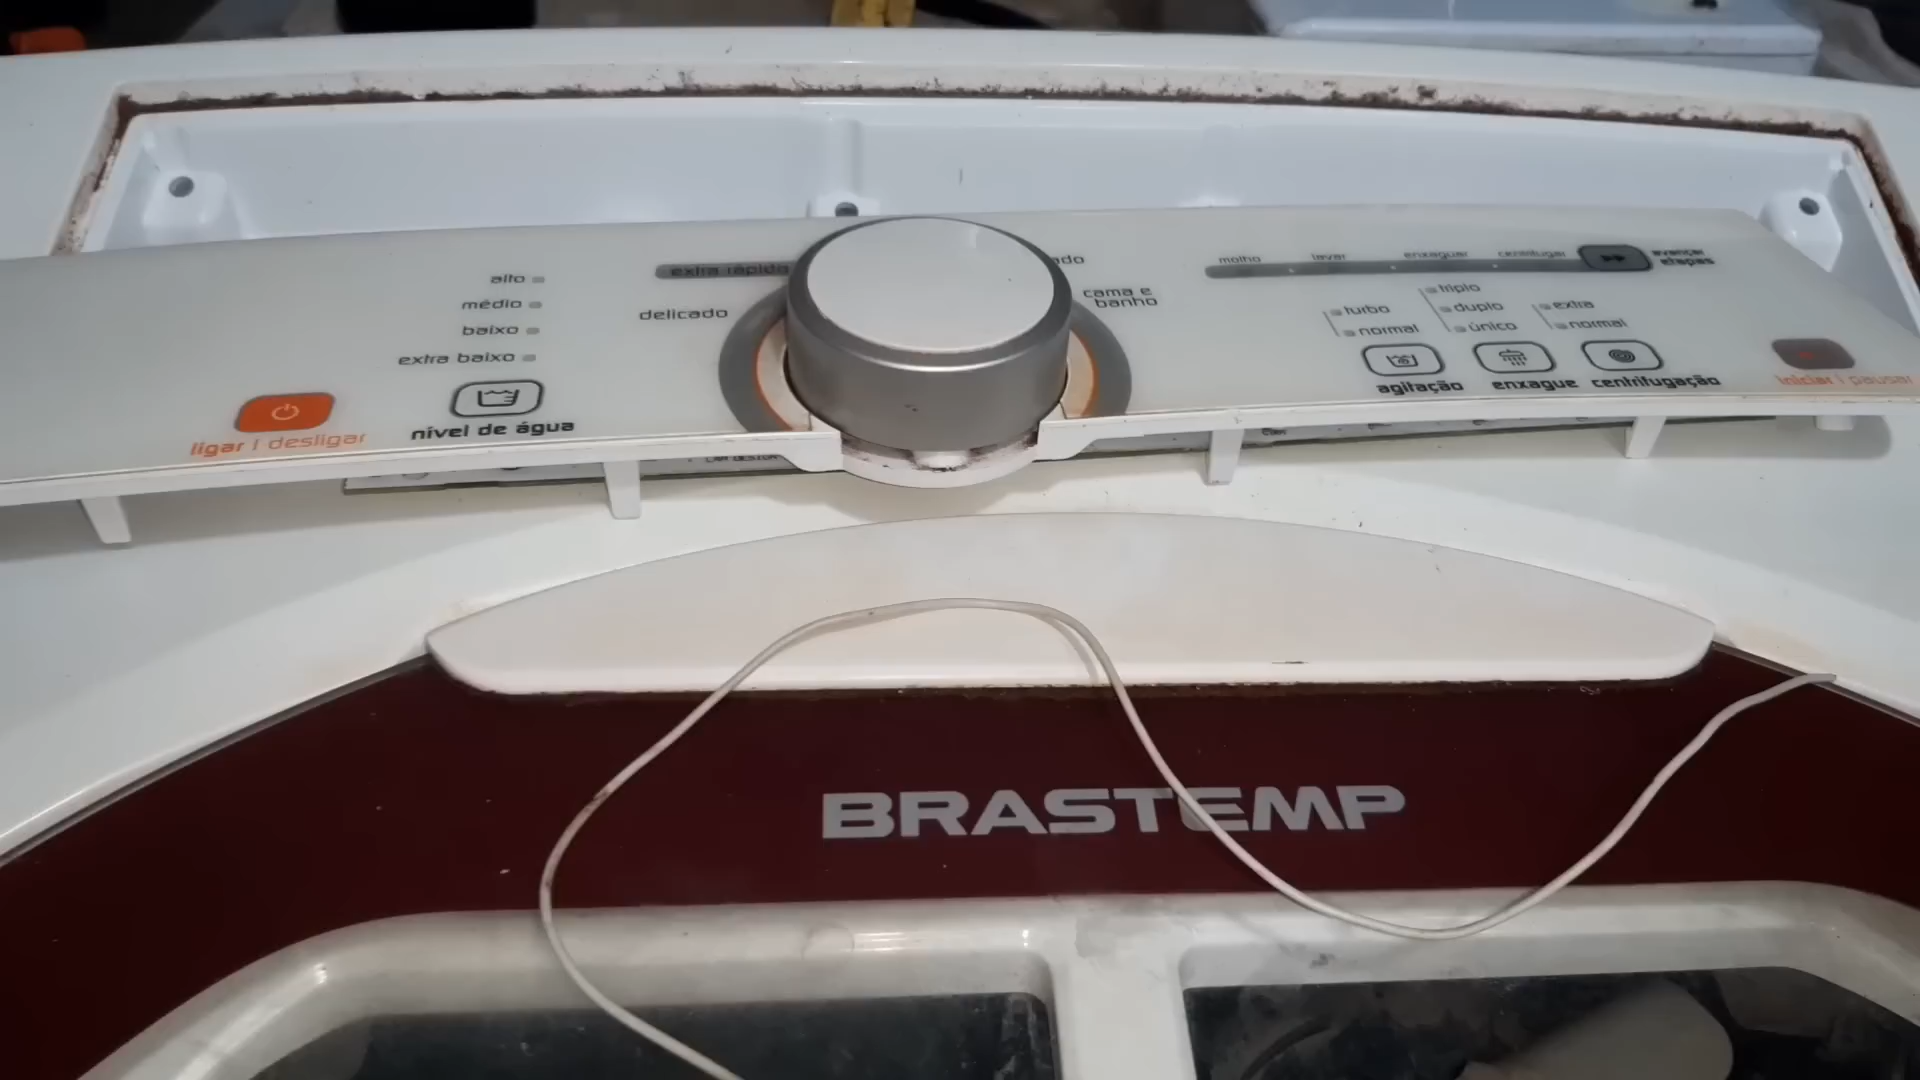 alto
médio
baixo
extra baixo
nível de água
ligar | desligar
extra rápido
delicado
cama e
banho
molho lavar enxaguar centrifugar
avançar
etapas
turbo
normal
triplo
duplo
único
extra
normal
agitação enxague centrifugação
iniciar | pausar
BRASTEMP